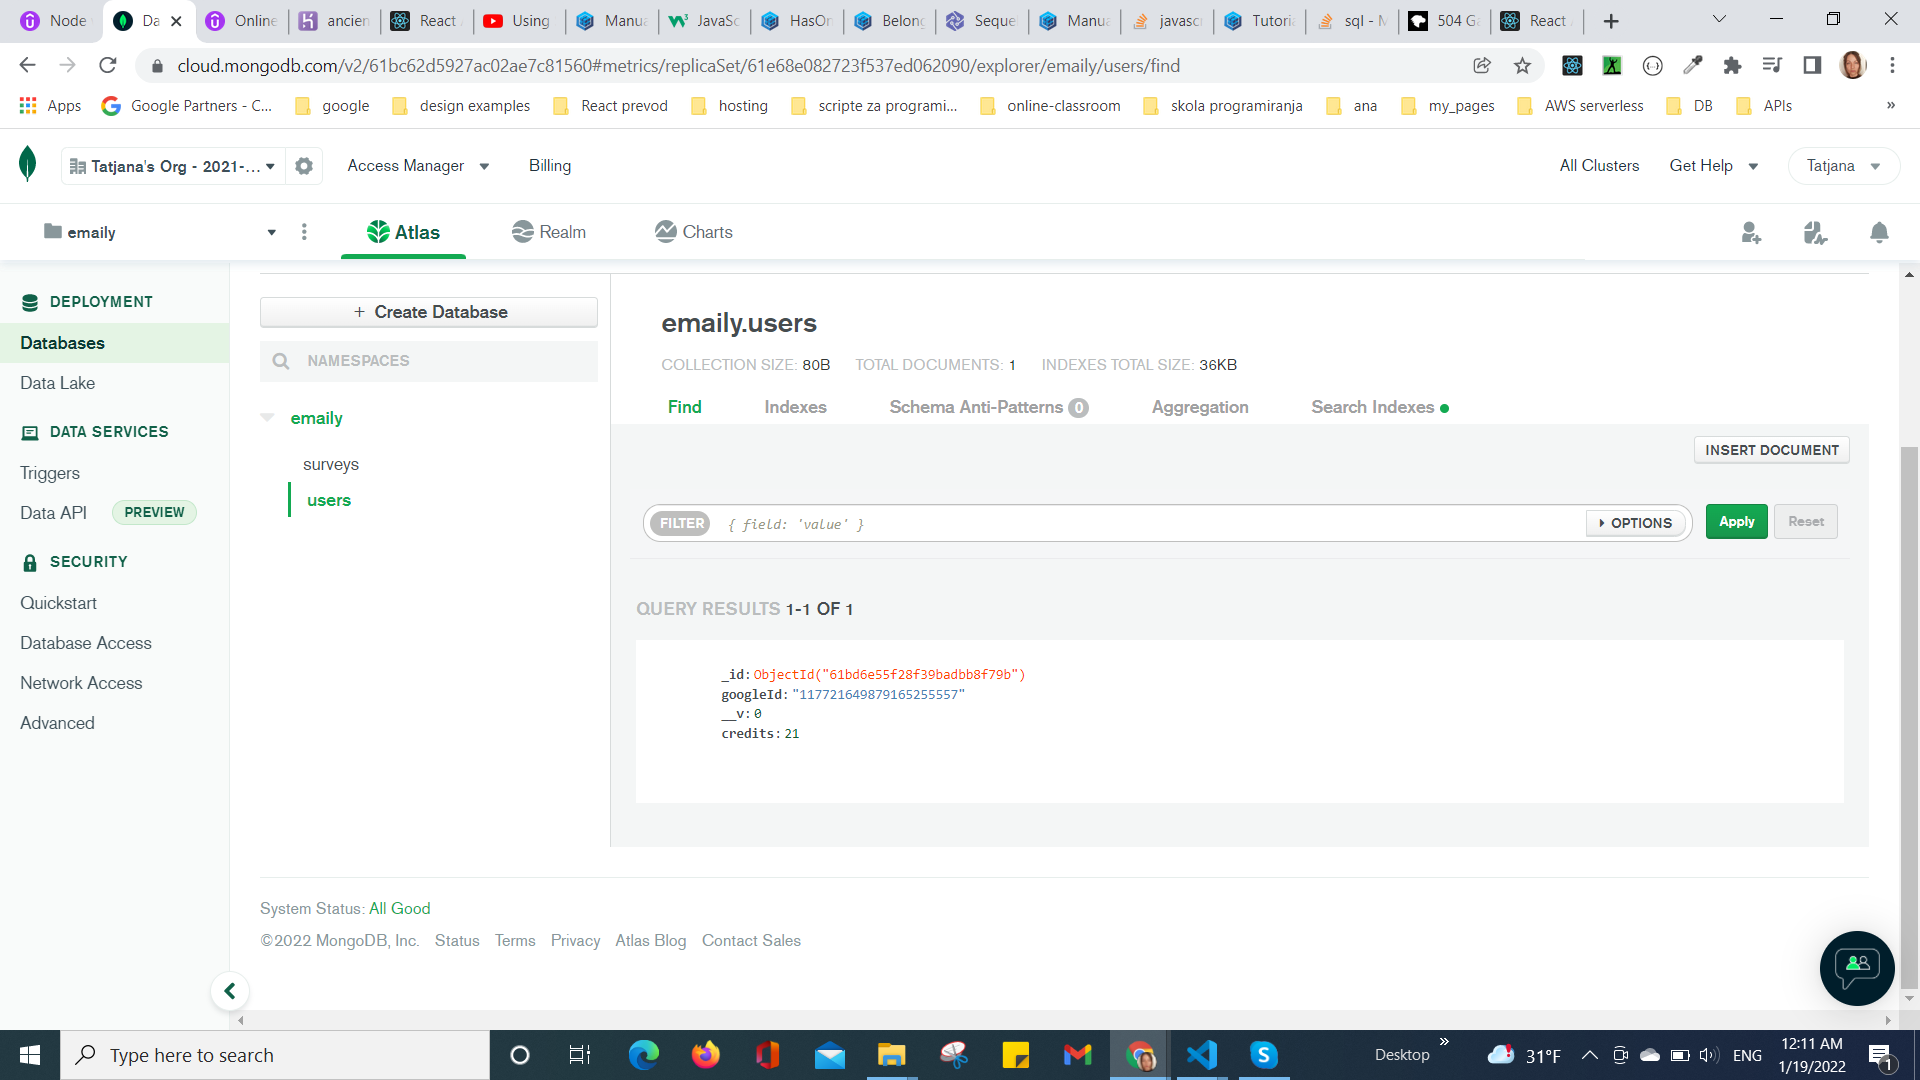 Node
Da
Online
ancien
React
Using
Manua
JavaSc
HasOn
Belong
Seque
Manua
javascr
Tutoria
sql - M
504 Ga
React
cloud.mongodb.com/v2/61bc62d5927ac02ae7c81560#metrics/replicaSet/61e68e082723f537ed062090/explorer/emaily/users/find
Apps
Google Partners - C...
google
design examples
React prevod
hosting
scripte za programi...
online-classroom
skola programiranja
ana
my_pages
AWS serverless
DB
APIs
»
Tatjana's Org - 2021-...
Access Manager
Billing
All Clusters
Get Help
Tatjana
emaily
Atlas
Realm
Charts
DEPLOYMENT
Databases
Data Lake
DATA SERVICES
Triggers
Data API PREVIEW
SECURITY
Quickstart
Database Access
Network Access
Advanced
+ Create Database
NAMESPACES
emaily
surveys
users
emaily.users
COLLECTION SIZE: 80B TOTAL DOCUMENTS: 1 INDEXES TOTAL SIZE: 36KB
Find
Indexes
Schema Anti-Patterns 0
Aggregation
Search Indexes
INSERT DOCUMENT
FILTER { field: 'value' }
OPTIONS
Apply
Reset
QUERY RESULTS 1-1 OF 1
_id: ObjectId("61bd6e55f28f39badbb8f79b")
googleId: "117721649879165255557"
__v: 0
credits: 21
System Status: All Good
©2022 MongoDB, Inc. Status Terms Privacy Atlas Blog Contact Sales
Type here to search
Desktop
»
31°F
ENG
12:11 AM
1/19/2022
1